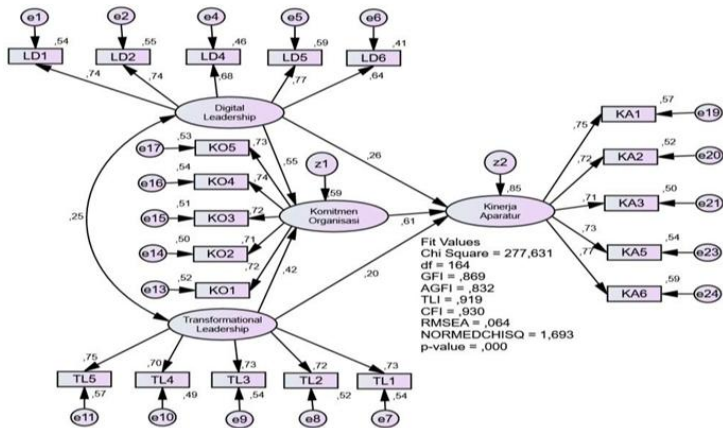 e1 e2 e4 e5 e6
,54 ,55 ,46 ,59 ,41
LD1 LD2 LD4 LD5 LD6
,74 ,74 ,68 ,77 ,64
Digital
Leadership
e17 ,53 KO5 ,73
e16 ,54 KO4 ,74
e15 ,51 KO3 ,72
e14 ,50 KO2 ,71
e13 ,52 KO1 ,72
,25
,55
,42
z1
,59
Komitmen
Organisasi
,26
,61
,20
z2
,85
Kinerja
Aparatur
,75 KA1 ,57 e19
,72 KA2 ,52 e20
,71 KA3 ,50 e21
,73 KA5 ,54 e23
,77 KA6 ,59 e24
Fit Values
Chi Square = 277,631
df = 164
GFI = ,869
AGFI = ,832
TLI = ,919
CFI = ,930
RMSEA = ,064
NORMEDCHISQ = 1,693
p-value = ,000
Transformational
Leadership
,75 ,70 ,73 ,72 ,73
TL5 TL4 TL3 TL2 TL1
,57 ,49 ,54 ,52 ,54
e11 e10 e9 e8 e7